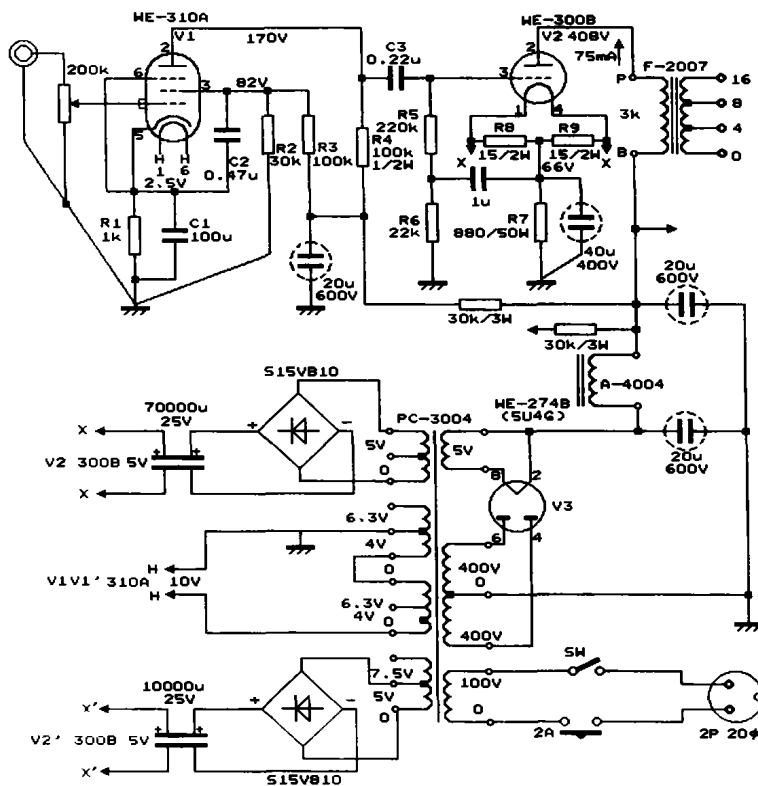 WE-310A
V1
2
170V
200k
6
3
82V
5
H H
1 6
2.5V
R1
1k
C1
100u
C2
0.47u
R2
30k
R3
100k
20u
600V
C3
0.22u
R4
100k
1/2W
R5
220k
R6
22k
1u
WE-300B
2
V2 408V
75mA
3
1 4
R8
15/2W
R9
15/2W
X X
66V
R7
880/50W
40u
400V
F-2007
P
3k
B
16
8
4
0
30k/3W
20u
600V
30k/3W
A-4004
WE-274B
(5U4G)
20u
600V
S15VB10
70000u
25V
+ -
+ +
X
V2 300B 5V
X
PC-3004
5V
0
5V
8 2
V3
6 4
6.3V
4V
0
H
V1V1' 310A 10V
H
6.3V
4V
0
400V
0
400V
10000u
25V
+ -
+ +
X'
V2' 300B 5V
X'
S15VB10
7.5V
5V
0
100V
0
SW
2A
2P 20φ